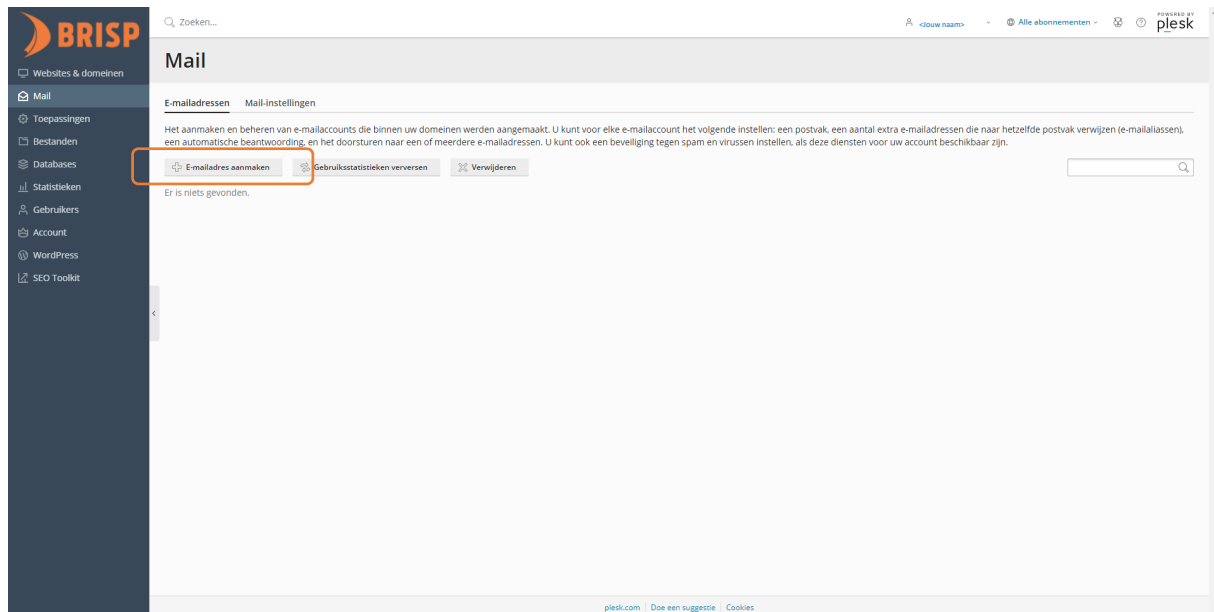 BRISP
Zoeken...
<Jouw naam>
Alle abonnementen
POWERED BY
plesk
Websites & domeinen
Mail
Toepassingen
Bestanden
Databases
Statistieken
Gebruikers
Account
WordPress
SEO Toolkit
Mail
E-mailadressen Mail-instellingen
Het aanmaken en beheren van e-mailaccounts die binnen uw domeinen werden aangemaakt. U kunt voor elke e-mailaccount het volgende instellen: een postvak, een aantal extra e-mailadressen die naar hetzelfde postvak verwijzen (e-mailaliassen),
een automatische beantwoording, en het doorsturen naar een of meerdere e-mailadressen. U kunt ook een beveiliging tegen spam en virussen instellen, als deze diensten voor uw account beschikbaar zijn.
E-mailadres aanmaken Gebruiksstatistieken verversen Verwijderen
Er is niets gevonden.
plesk.com Doe een suggestie Cookies